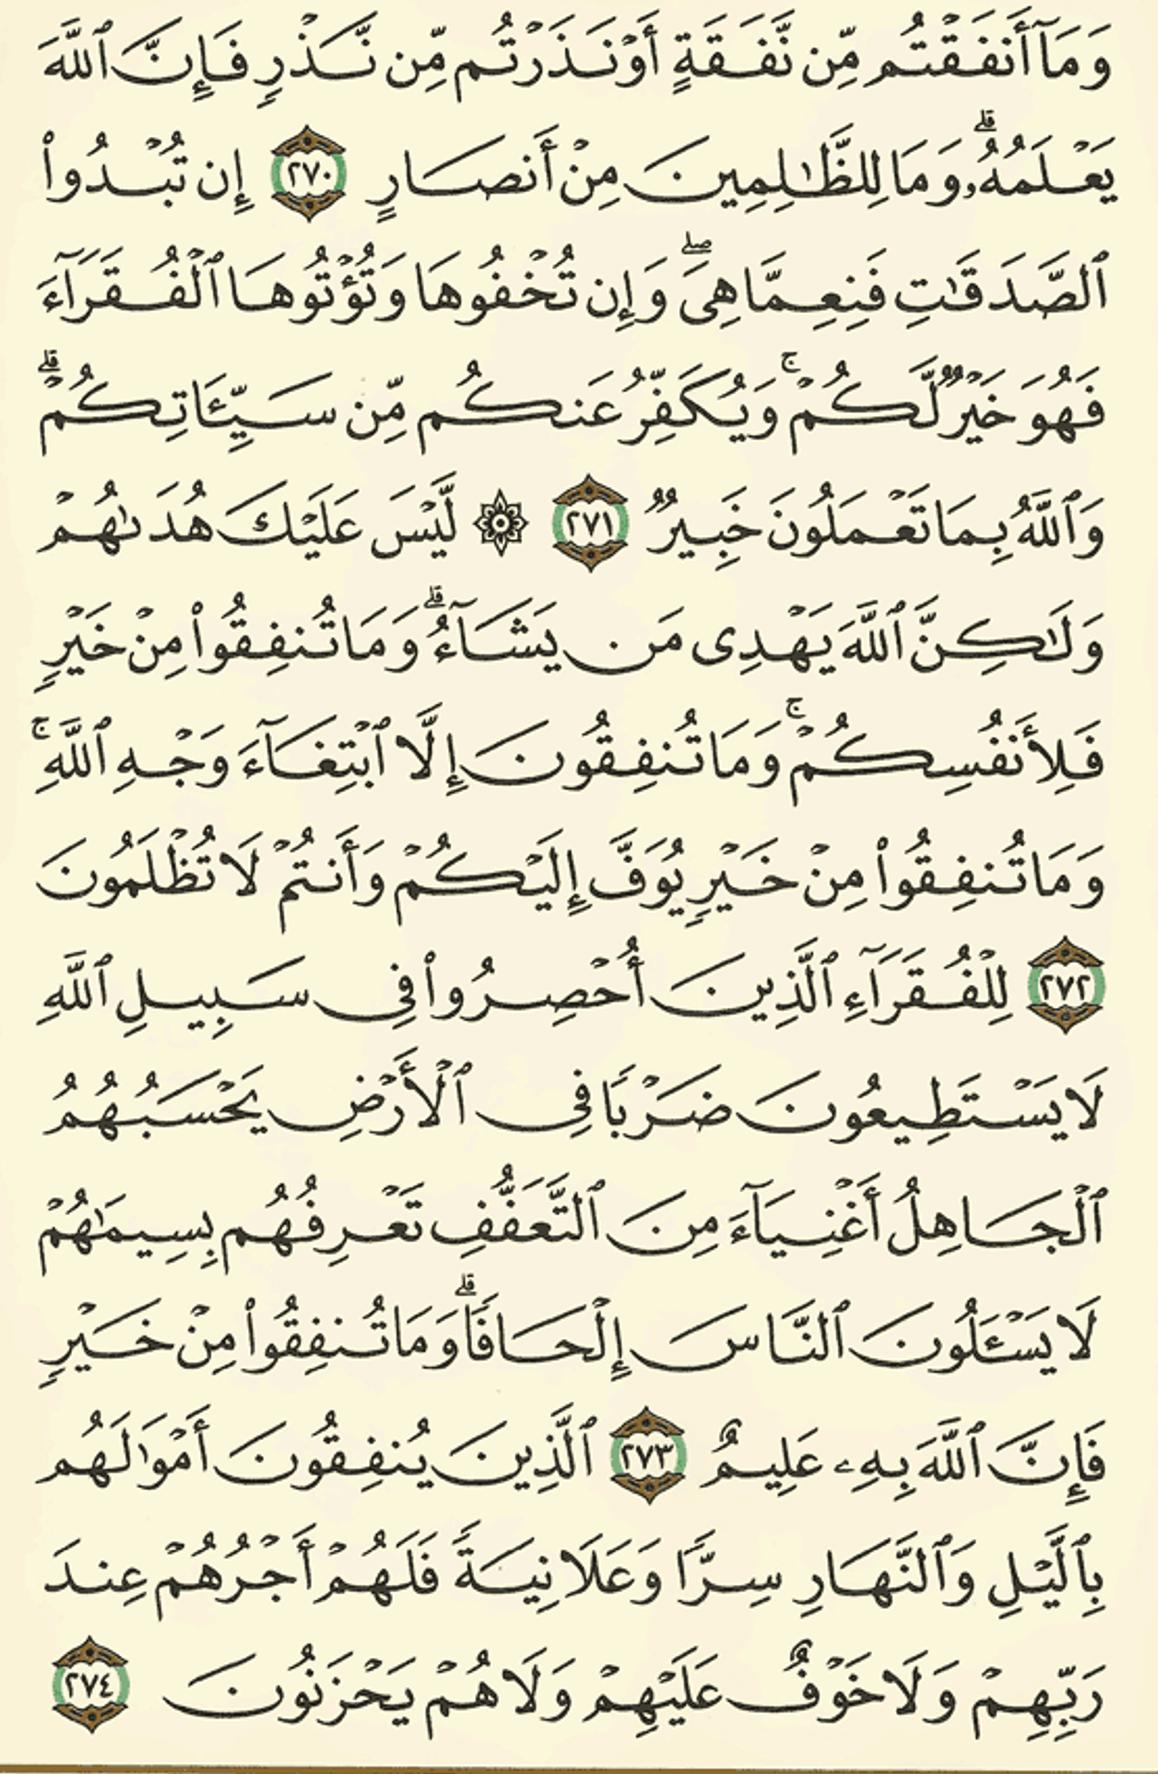 وَمَآ أَنفَقْتُم مِّن نَّفَقَةٍ أَوْ نَذَرْتُم مِّن نَّذْرٍ فَإِنَّ ٱللَّهَ
يَعْلَمُهُۥۗ وَمَا لِلظَّٰلِمِينَ مِنْ أَنصَارٍ ٢٧٠ إِن تُبْدُوا۟
ٱلصَّدَقَٰتِ فَنِعِمَّا هِىَۖ وَإِن تُخْفُوهَا وَتُؤْتُوهَا ٱلْفُقَرَآءَ
فَهُوَ خَيْرٌ لَّكُمْۚ وَيُكَفِّرُ عَنكُم مِّن سَيِّـَٔاتِكُمْۗ
وَٱللَّهُ بِمَا تَعْمَلُونَ خَبِيرٌ ٢٧١ ۞ لَّيْسَ عَلَيْكَ هُدَىٰهُمْ
وَلَٰكِنَّ ٱللَّهَ يَهْدِى مَن يَشَآءُۗ وَمَا تُنفِقُوا۟ مِنْ خَيْرٍ
فَلِأَنفُسِكُمْۚ وَمَا تُنفِقُونَ إِلَّا ٱبْتِغَآءَ وَجْهِ ٱللَّهِۚ
وَمَا تُنفِقُوا۟ مِنْ خَيْرٍ يُوَفَّ إِلَيْكُمْ وَأَنتُمْ لَا تُظْلَمُونَ
٢٧٢ لِلْفُقَرَآءِ ٱلَّذِينَ أُحْصِرُوا۟ فِى سَبِيلِ ٱللَّهِ
لَا يَسْتَطِيعُونَ ضَرْبًا فِى ٱلْأَرْضِ يَحْسَبُهُمُ
ٱلْجَاهِلُ أَغْنِيَآءَ مِنَ ٱلتَّعَفُّفِ تَعْرِفُهُم بِسِيمَٰهُمْ
لَا يَسْـَٔلُونَ ٱلنَّاسَ إِلْحَافًاۗ وَمَا تُنفِقُوا۟ مِنْ خَيْرٍ
فَإِنَّ ٱللَّهَ بِهِۦ عَلِيمٌ ٢٧٣ ٱلَّذِينَ يُنفِقُونَ أَمْوَٰلَهُم
بِٱلَّيْلِ وَٱلنَّهَارِ سِرًّا وَعَلَانِيَةً فَلَهُمْ أَجْرُهُمْ عِندَ
رَبِّهِمْ وَلَا خَوْفٌ عَلَيْهِمْ وَلَا هُمْ يَحْزَنُونَ ٢٧٤